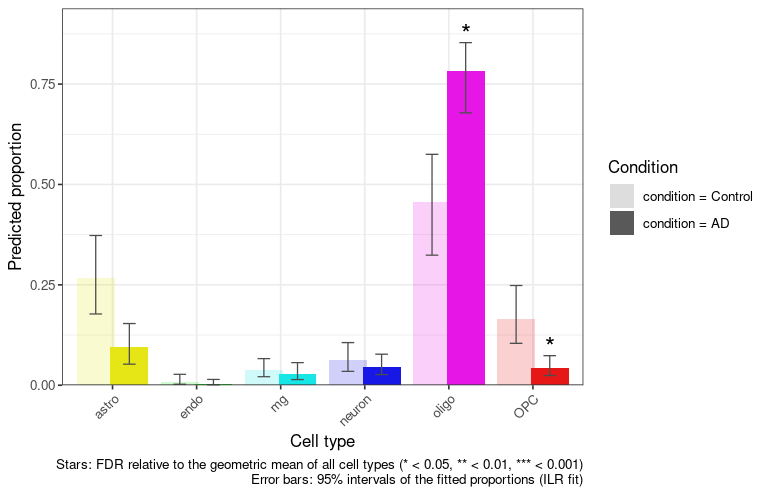 *
*
0.75
0.50
0.25
0.00
Predicted proportion
astro
endo
mg
neuron
oligo
OPC
Cell type
Condition
condition = Control
condition = AD
Stars: FDR relative to the geometric mean of all cell types (* < 0.05, ** < 0.01, *** < 0.001)
Error bars: 95% intervals of the fitted proportions (ILR fit)